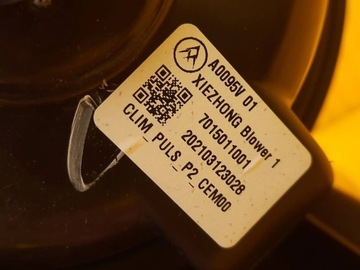 A0095V 01
XIEZHONG Blower 1
7015011001
202103123028
CLIM_PULS_P2_CEM00